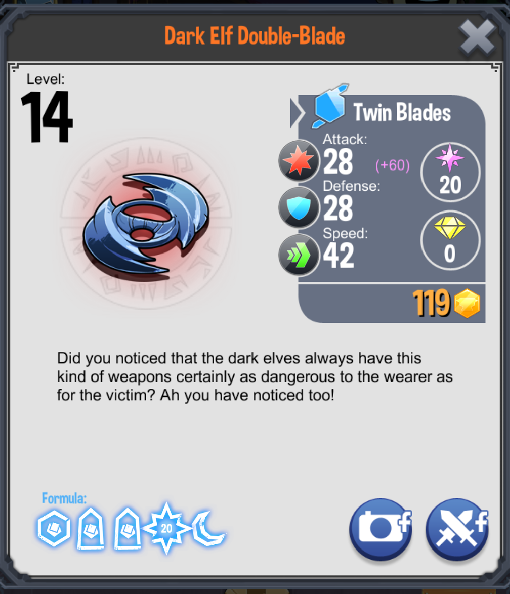 Dark Elf Double-Blade
Level:
14
Twin Blades
Attack:
28 (+60)
20
Defense:
28
Speed:
42
0
119
Did you noticed that the dark elves always have this
kind of weapons certainly as dangerous to the wearer as
for the victim? Ah you have noticed too!
Formula:
20
f
f